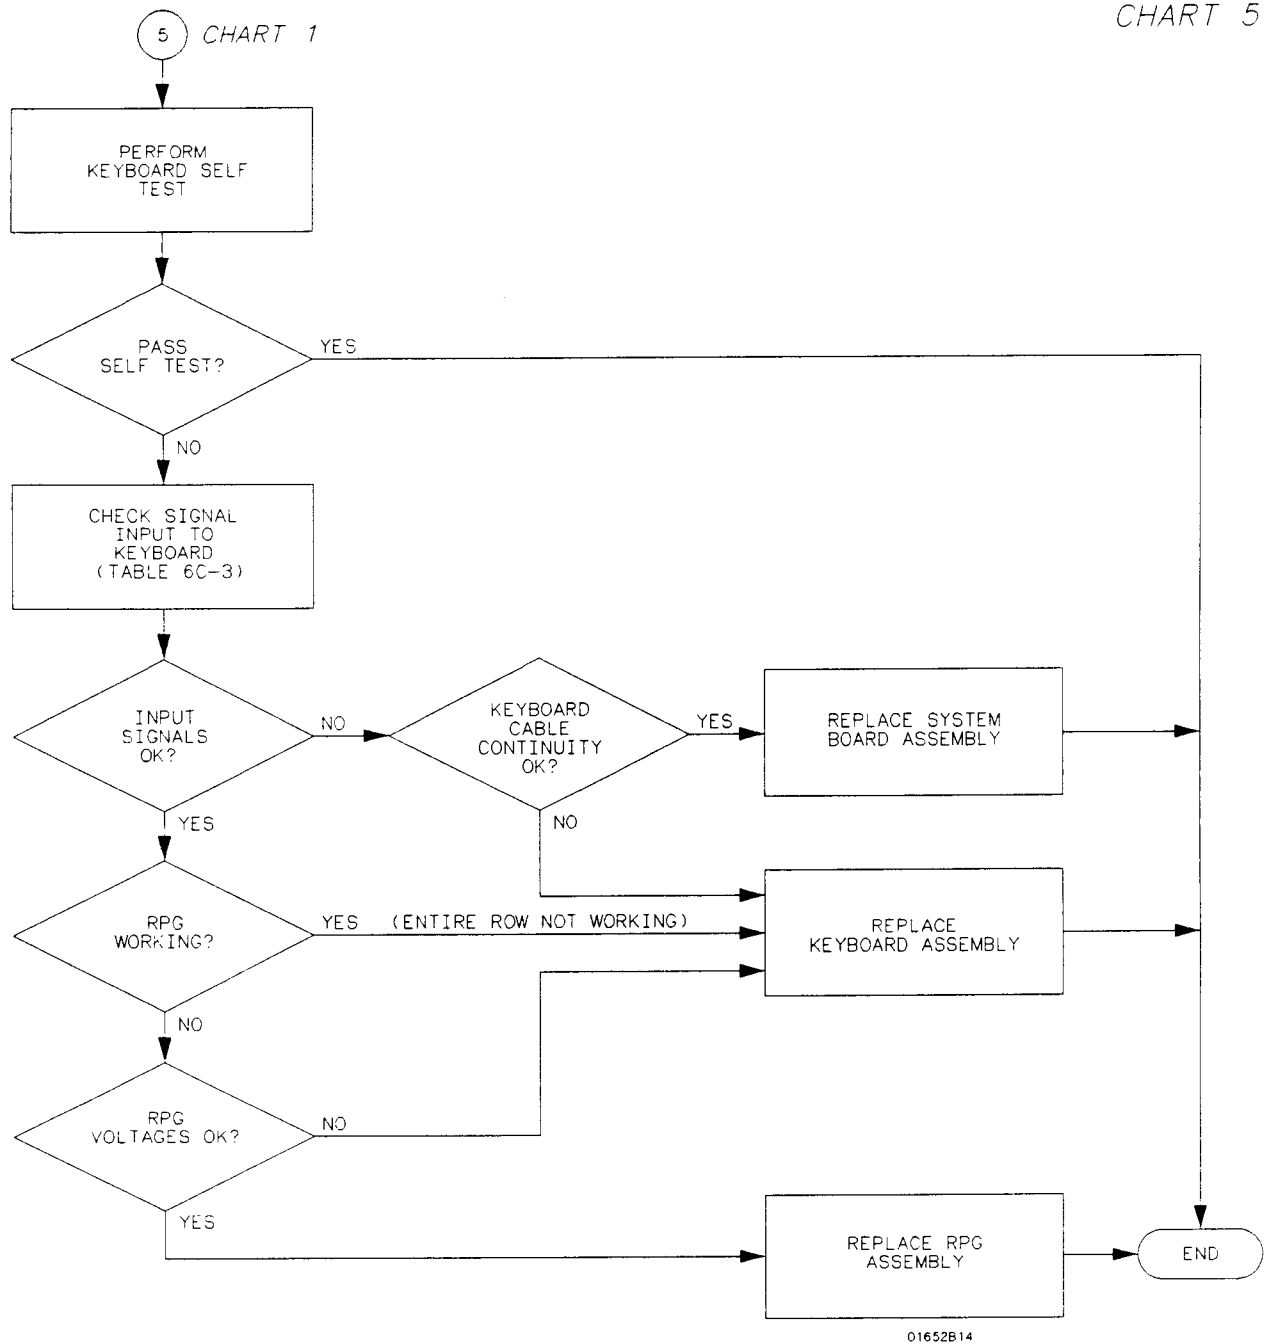 CHART 5
5 CHART 1
PERFORM
KEYBOARD SELF
TEST
PASS
SELF TEST?
YES
NO
CHECK SIGNAL
INPUT TO
KEYBOARD
(TABLE 6C-3)
INPUT
SIGNALS
OK?
NO
KEYBOARD
CABLE
CONTINUITY
OK?
YES
REPLACE SYSTEM
BOARD ASSEMBLY
YES
NO
RPG
WORKING?
YES (ENTIRE ROW NOT WORKING)
REPLACE
KEYBOARD ASSEMBLY
NO
RPG
VOLTAGES OK?
NO
YES
REPLACE RPG
ASSEMBLY
END
01652B14